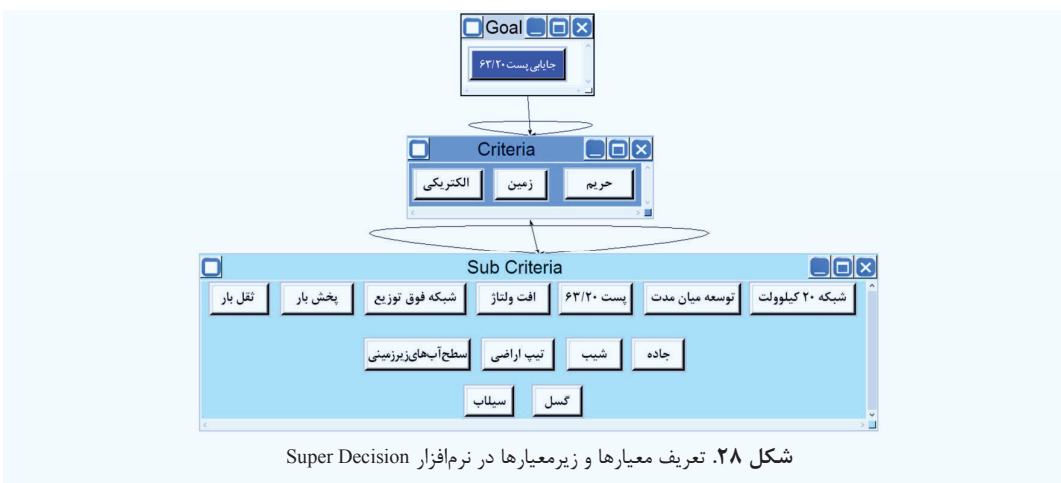 Goal
جایابی پست ۶۳/۲۰
Criteria
حریم زمین الکتریکی
Sub Criteria
شبکه ۲۰ کیلوولت توسعه میان مدت پست ۶۳/۲۰ افت ولتاژ شبکه فوق توزیع پخش بار ثقل بار
جاده شیب تیپ اراضی سطح‌آب‌های‌زیرزمینی
گسل سیلاب
شکل ۲۸. تعریف معیارها و زیرمعیارها در نرم‌افزار Super Decision